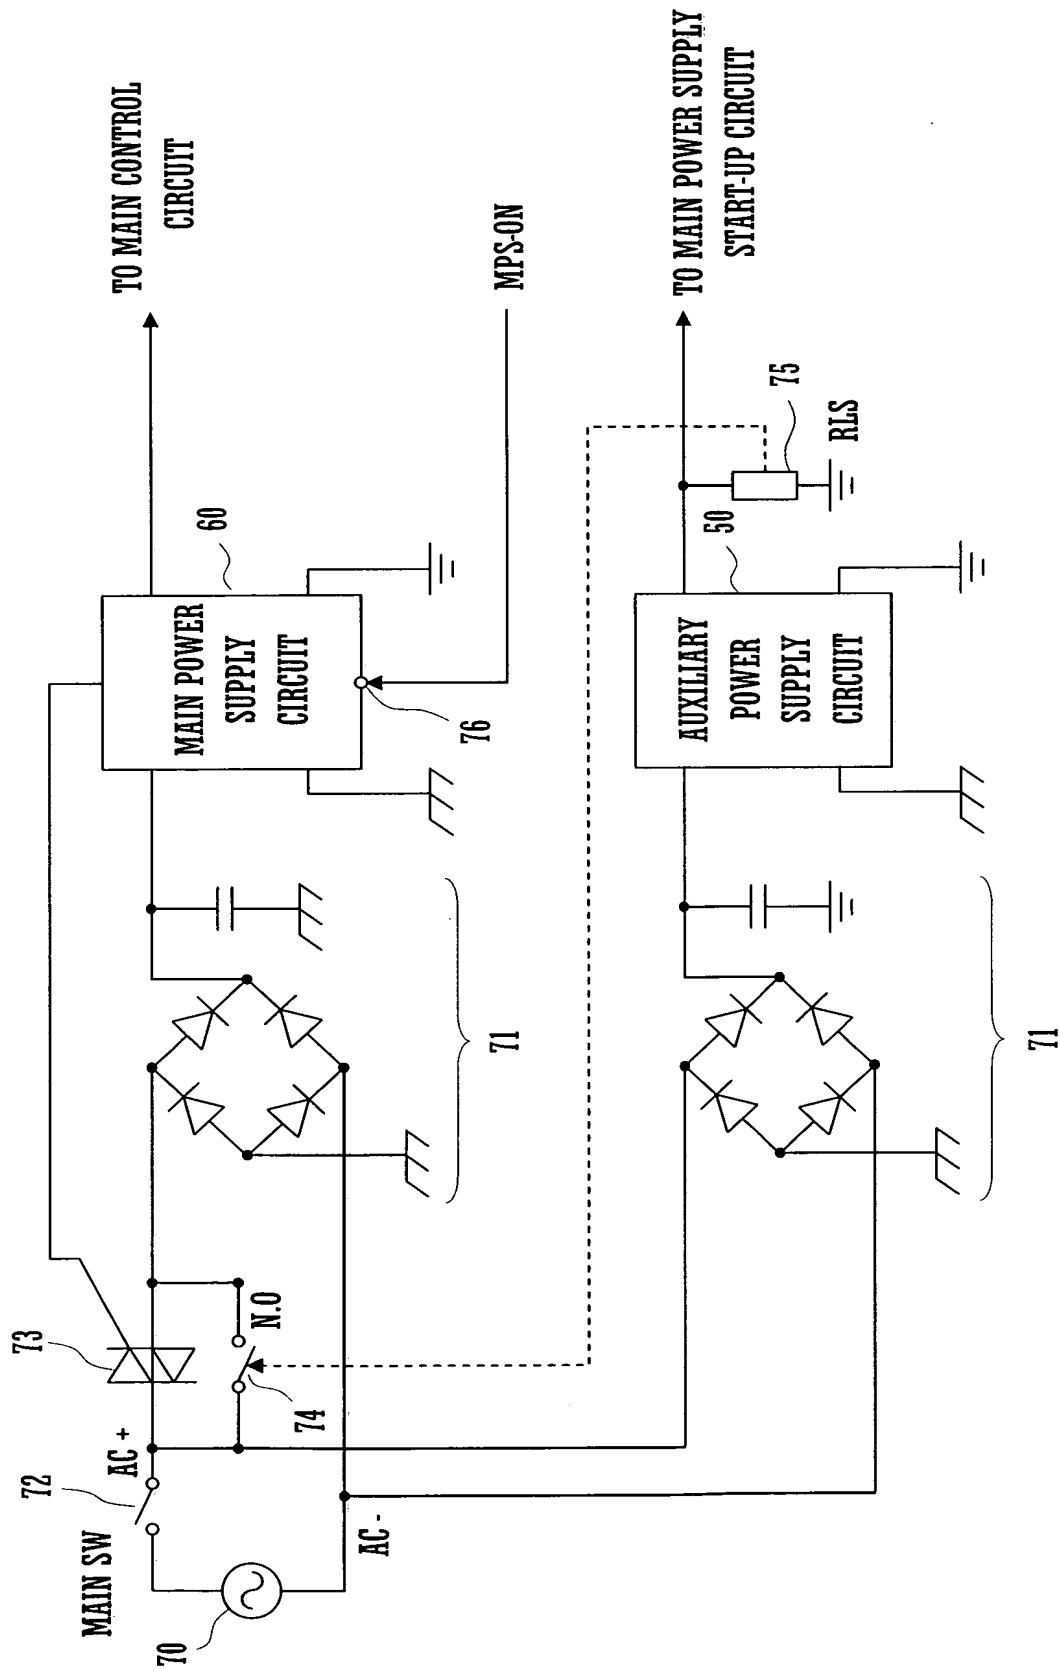 TO MAIN CONTROL
CIRCUIT
73
60
MAIN POWER
SUPPLY
CIRCUIT
72
AC +
MAIN SW
N.O
74
76
MPS-ON
70
AC -
71
TO MAIN POWER SUPPLY
START-UP CIRCUIT
50
75
RLS
AUXILIARY
POWER
SUPPLY
CIRCUIT
71